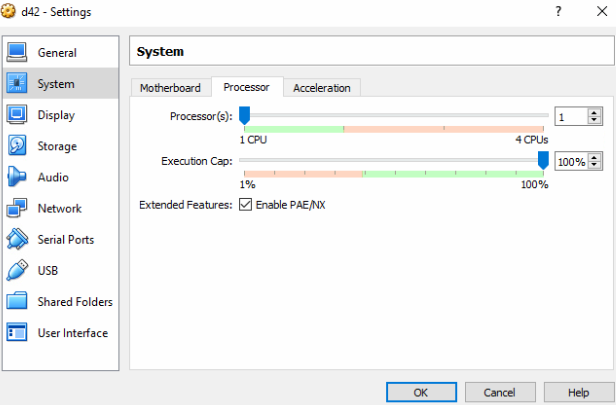 d42 - Settings
General
System
Display
Storage
Audio
Network
Serial Ports
USB
Shared Folders
User Interface
System
Motherboard Processor Acceleration
Processor(s): 1
1 CPU 4 CPUs
Execution Cap: 100%
1% 100%
Extended Features: Enable PAE/NX
OK Cancel Help